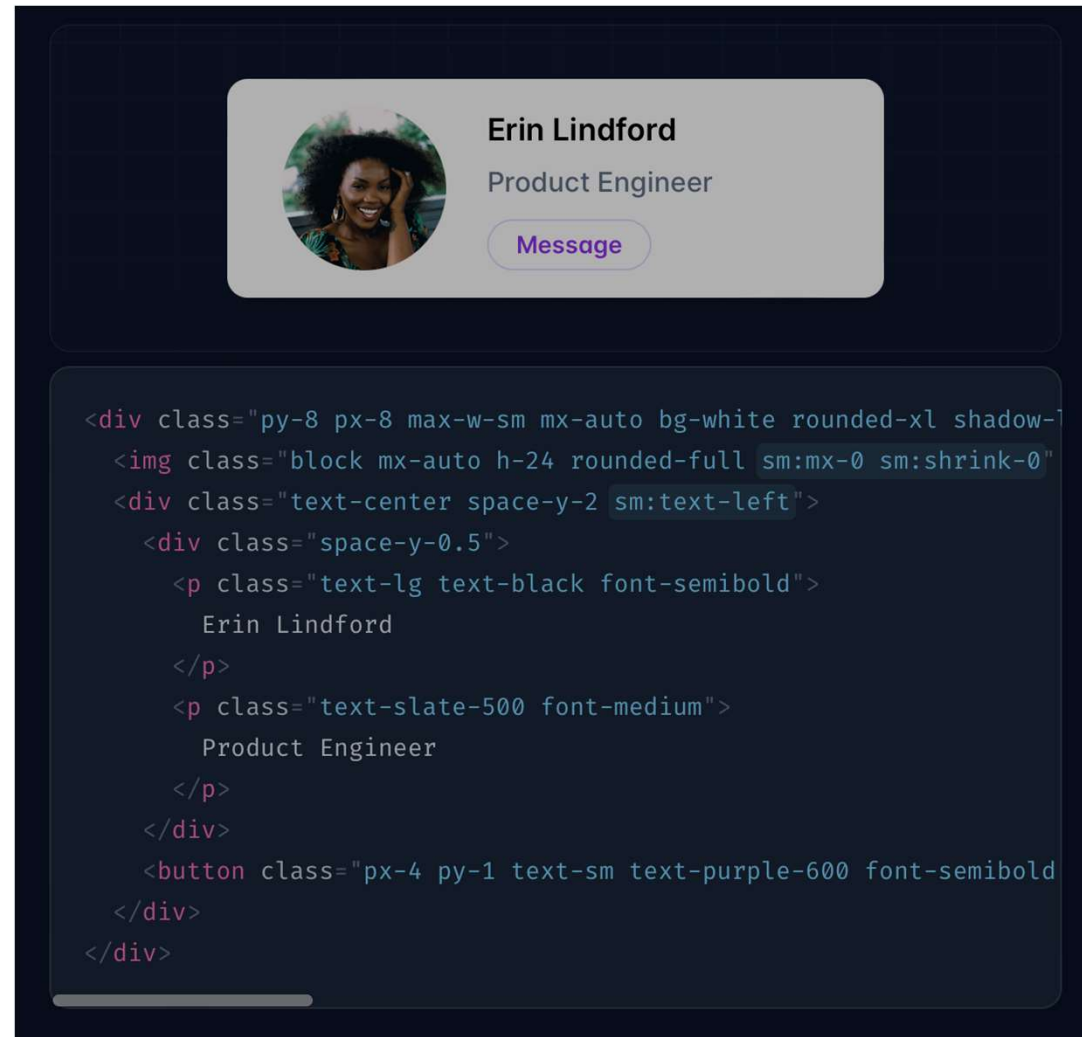 Erin Lindford
Product Engineer
Message
<div class="py-8 px-8 max-w-sm mx-auto bg-white rounded-xl shadow-
<img class="block mx-auto h-24 rounded-full sm:mx-0 sm:shrink-0"
<div class="text-center space-y-2 sm:text-left">
<div class="space-y-0.5">
<p class="text-lg text-black font-semibold">
Erin Lindford
</p>
<p class="text-slate-500 font-medium">
Product Engineer
</p>
</div>
<button class="px-4 py-1 text-sm text-purple-600 font-semibold
</div>
</div>